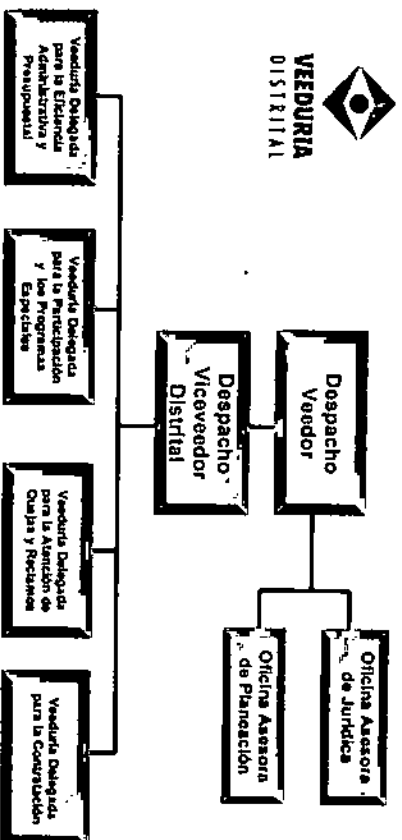 VEEDURIA
DISTRITAL
Despacho
Veedor
Oficina Asesora
de Jurídica
Oficina Asesora
de Planeación
Despacho
Viceveedor
Distrital
Veeduría Delegada
para la Eficiencia
Administrativa y
Presupuestal
Veeduría Delegada
para la Participación
y los Programas
Especiales
Veeduría Delegada
para la Atención de
Quejas y Reclamos
Veeduría Delegada
para la Contratación